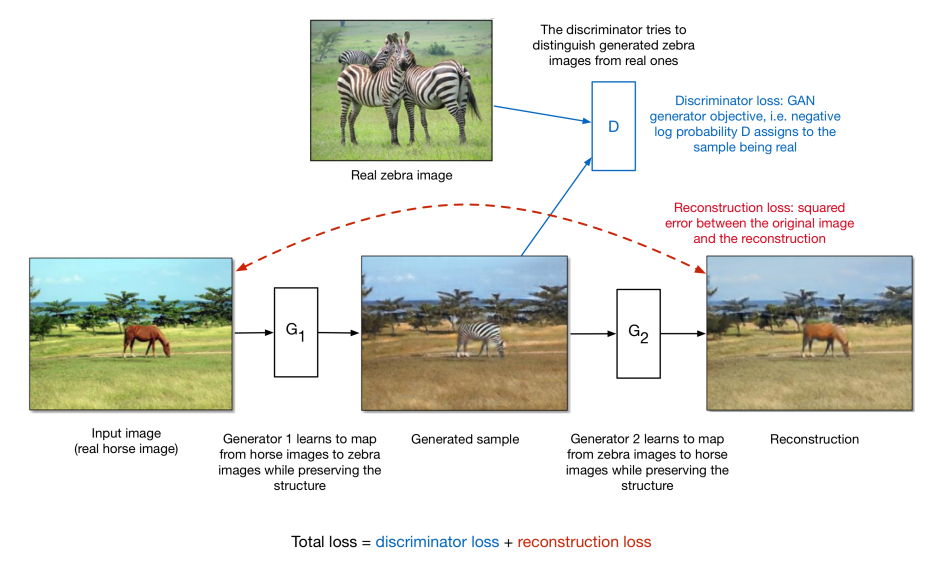 The discriminator tries to
distinguish generated zebra
images from real ones
D
Discriminator loss: GAN
generator objective, i.e. negative
log probability D assigns to the
sample being real
Real zebra image
Reconstruction loss: squared
error between the original image
and the reconstruction
G1
G2
Input image
(real horse image)
Generator 1 learns to map
from horse images to zebra
images while preserving the
structure
Generated sample
Generator 2 learns to map
from zebra images to horse
images while preserving the
structure
Reconstruction
Total loss = discriminator loss + reconstruction loss